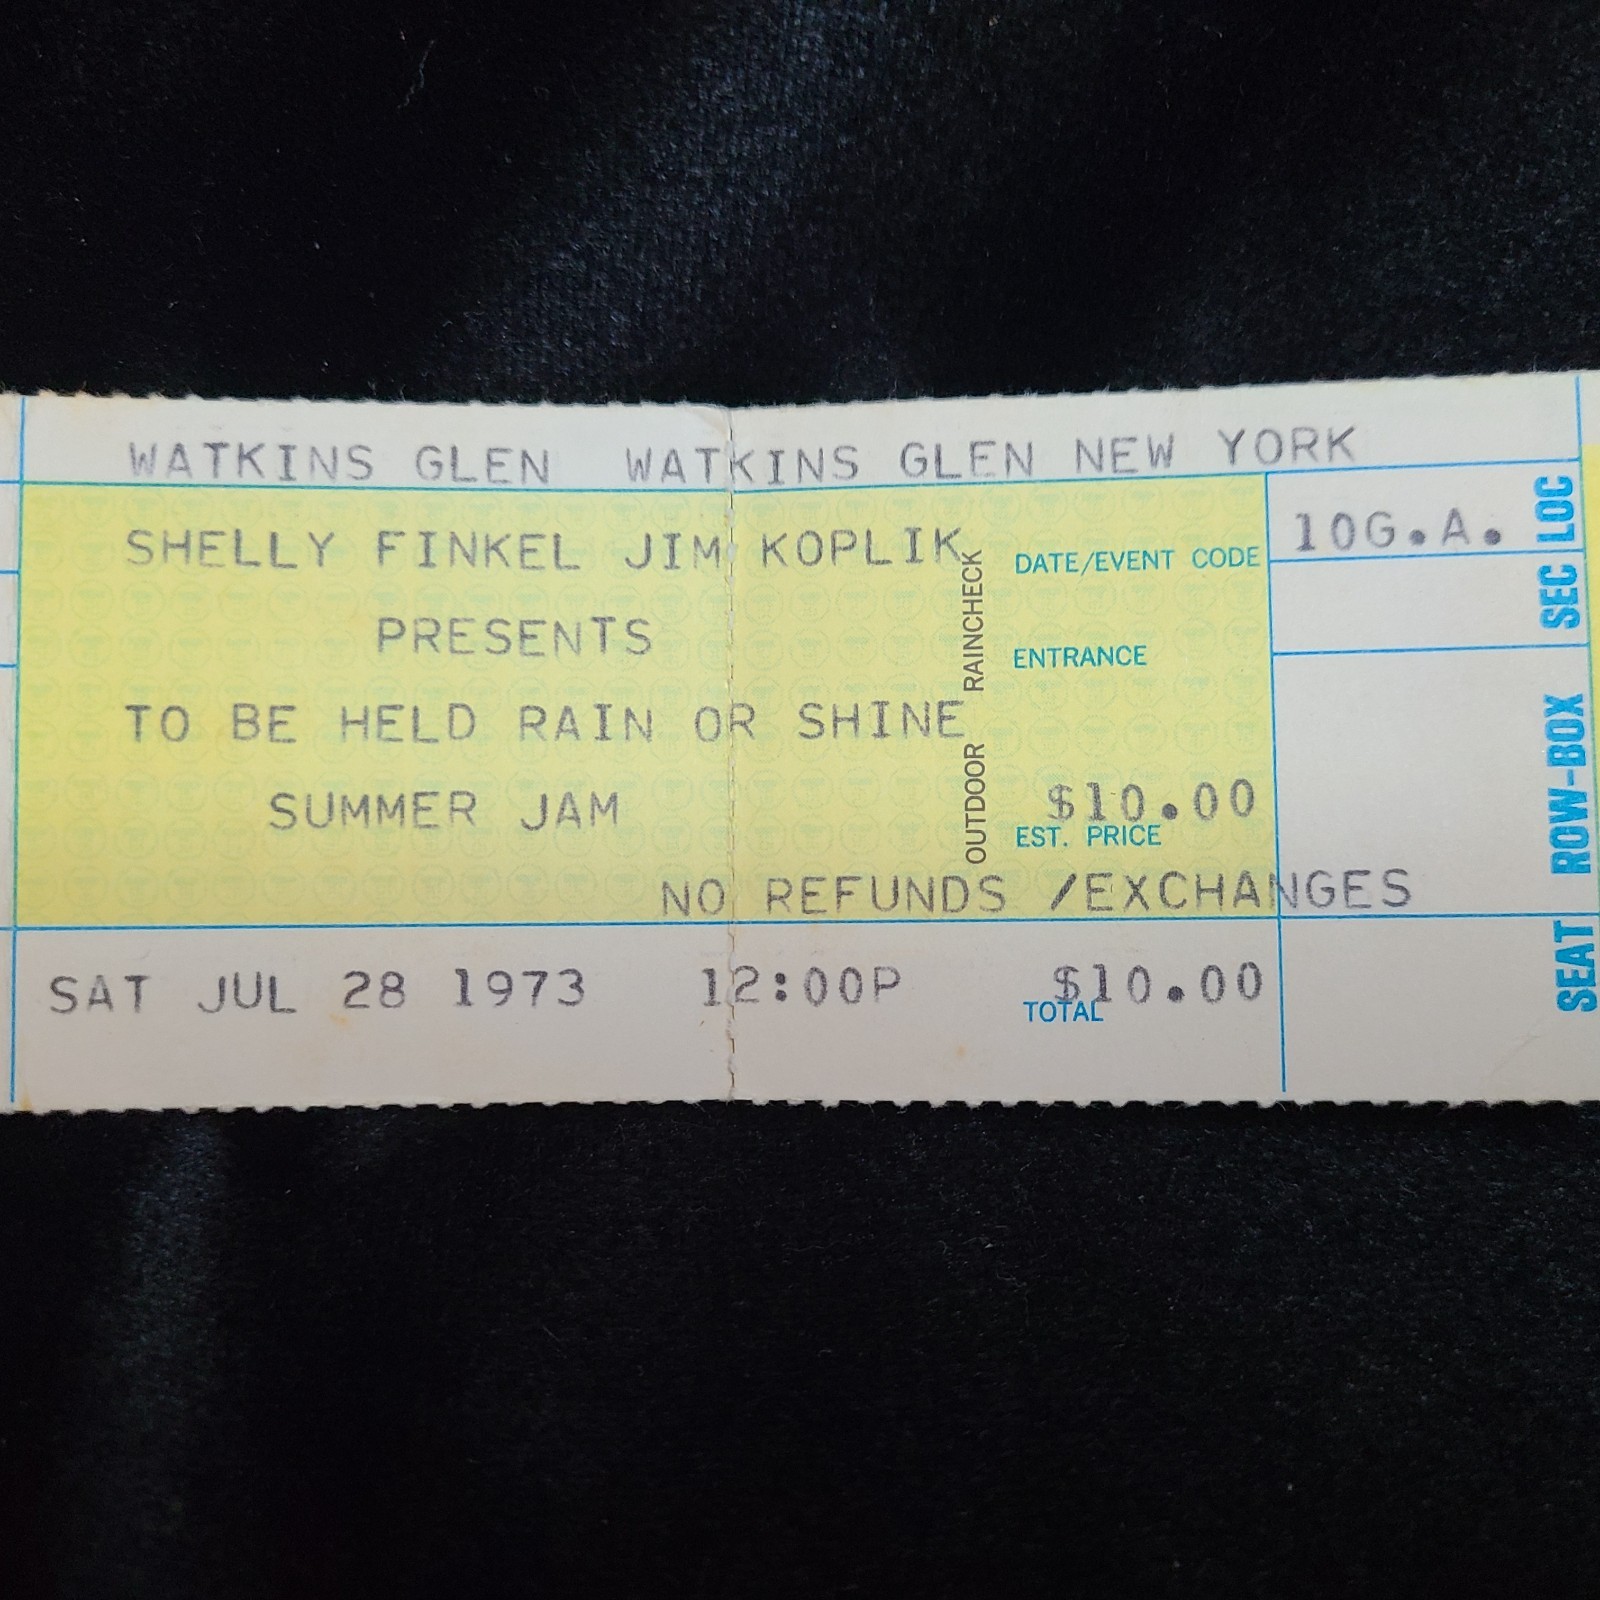 WATKINS GLEN WATKINS GLEN NEW YORK
SHELLY FINKEL JIM KOPLIK
PRESENTS
TO BE HELD RAIN OR SHINE
SUMMER JAM
OUTDOOR RAINCHECK
DATE/EVENT CODE
ENTRANCE
$10.00
EST. PRICE
NO REFUNDS /EXCHANGES
SAT JUL 28 1973 12:00P $10.00
TOTAL
10G.A.
LOC
SEC
ROW-BOX
SEAT